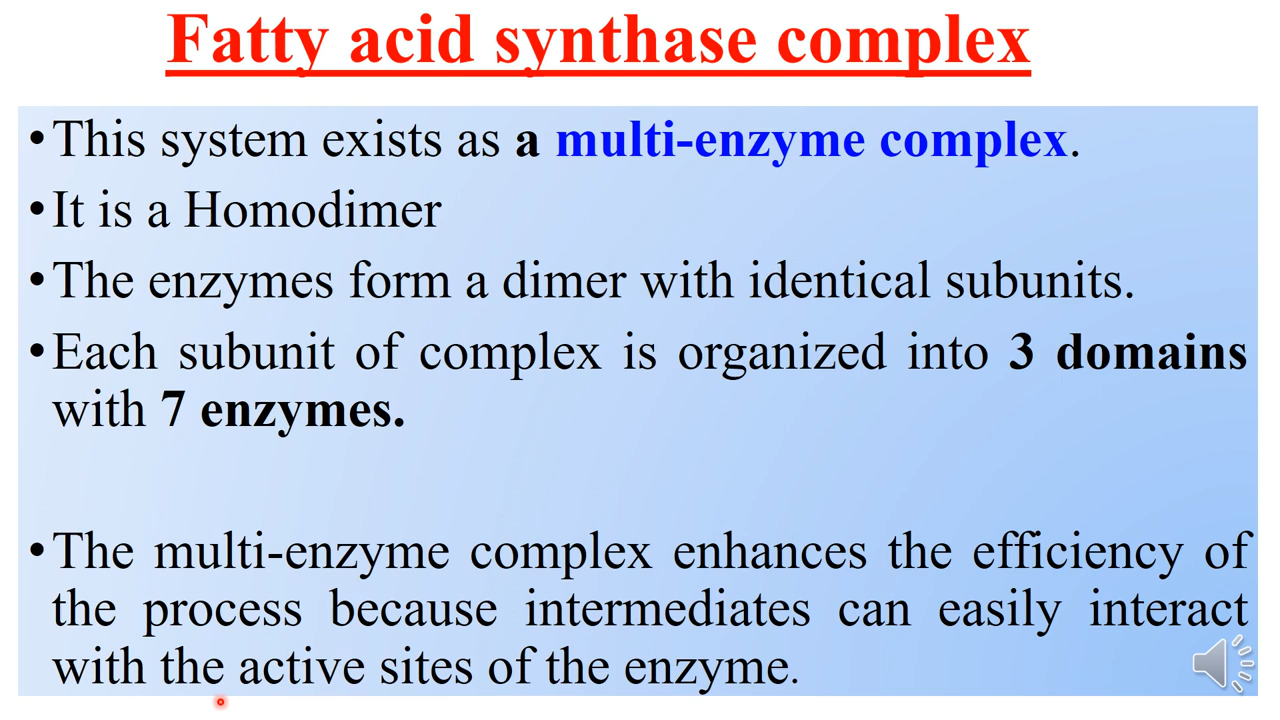 Fatty acid synthase complex
•This system exists as a multi-enzyme complex.
•It is a Homodimer
•The enzymes form a dimer with identical subunits.
•Each subunit of complex is organized into 3 domains
with 7 enzymes.
•The multi-enzyme complex enhances the efficiency of
the process because intermediates can easily interact
with the active sites of the enzyme.